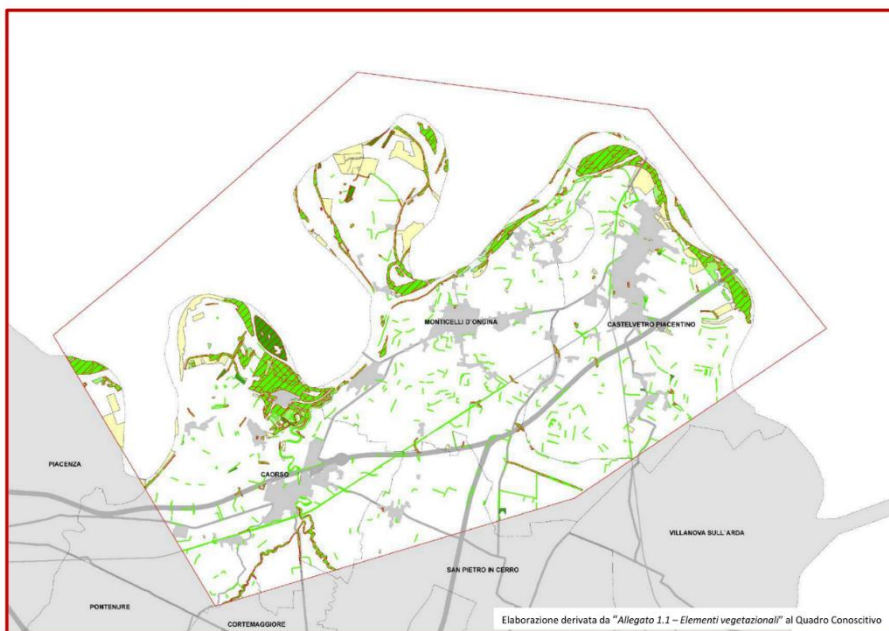 MONTICELLI D'ONGINA
CASTELVETRO PIACENTINO
PIACENZA
CAORSO
VILLANOVA SULL'ARDA
SAN PIETRO IN CERRO
PONTENURE
CORTEMAGGIORE
Elaborazione derivata da "Allegato 1.1 – Elementi vegetazionali" al Quadro Conoscitivo